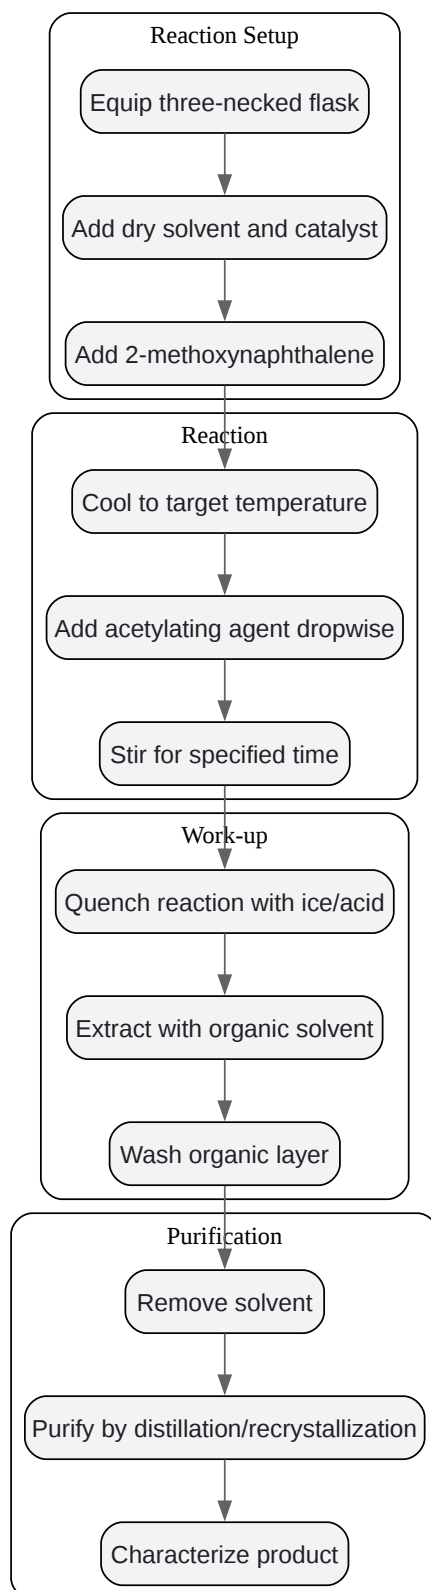 Reaction Setup
Equip three-necked flask
Add dry solvent and catalyst
Add 2-methoxynaphthalene
Reaction
Cool to target temperature
Add acetylating agent dropwise
Stir for specified time
Work-up
Quench reaction with ice/acid
Extract with organic solvent
Wash organic layer
Purification
Remove solvent
Purify by distillation/recrystallization
Characterize product